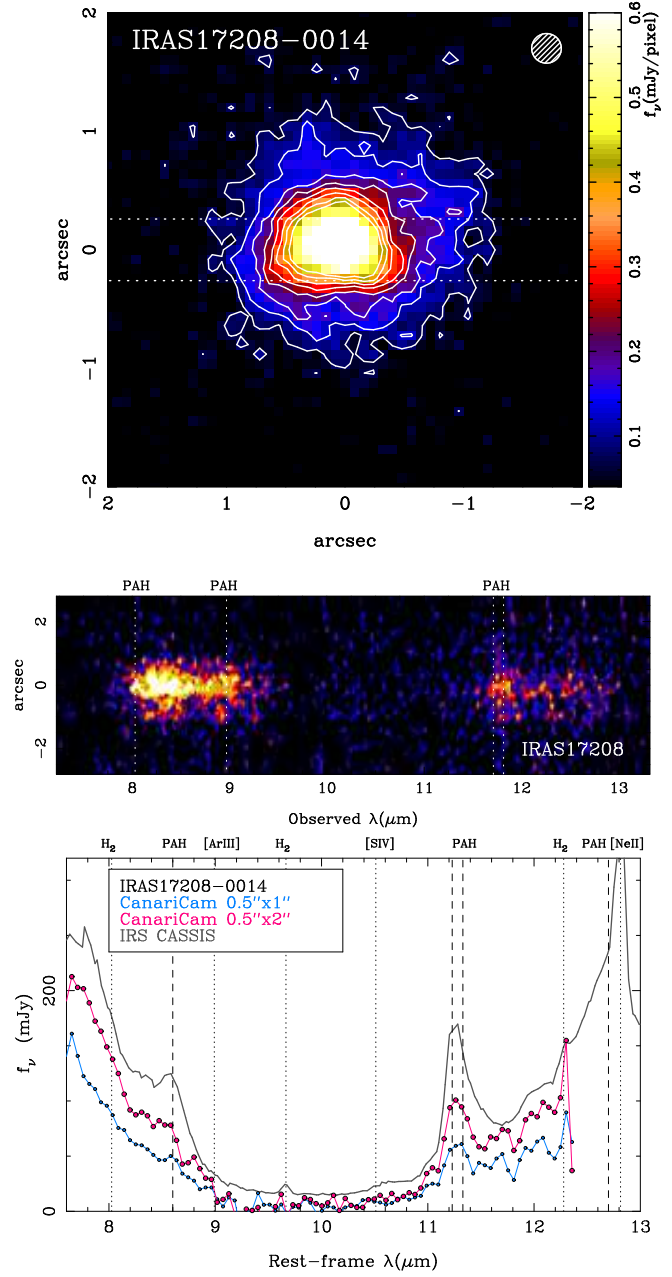 IRAS17208-0014
2
1
0
-1
-2
arcsec
2 1 0 -1 -2
arcsec
0.6
0.5
0.4
0.3
0.2
0.1
fν(mJy/pixel)
PAH PAH PAH
2
0
-2
arcsec
IRAS17208
8 9 10 11 12 13
Observed λ(μm)
H2 PAH [ArIII] H2 [SIV] PAH H2 PAH [NeII]
IRAS17208-0014
CanariCam 0.5"x1"
CanariCam 0.5"x2"
IRS CASSIS
200
0
fν (mJy)
8 9 10 11 12 13
Rest-frame λ(μm)